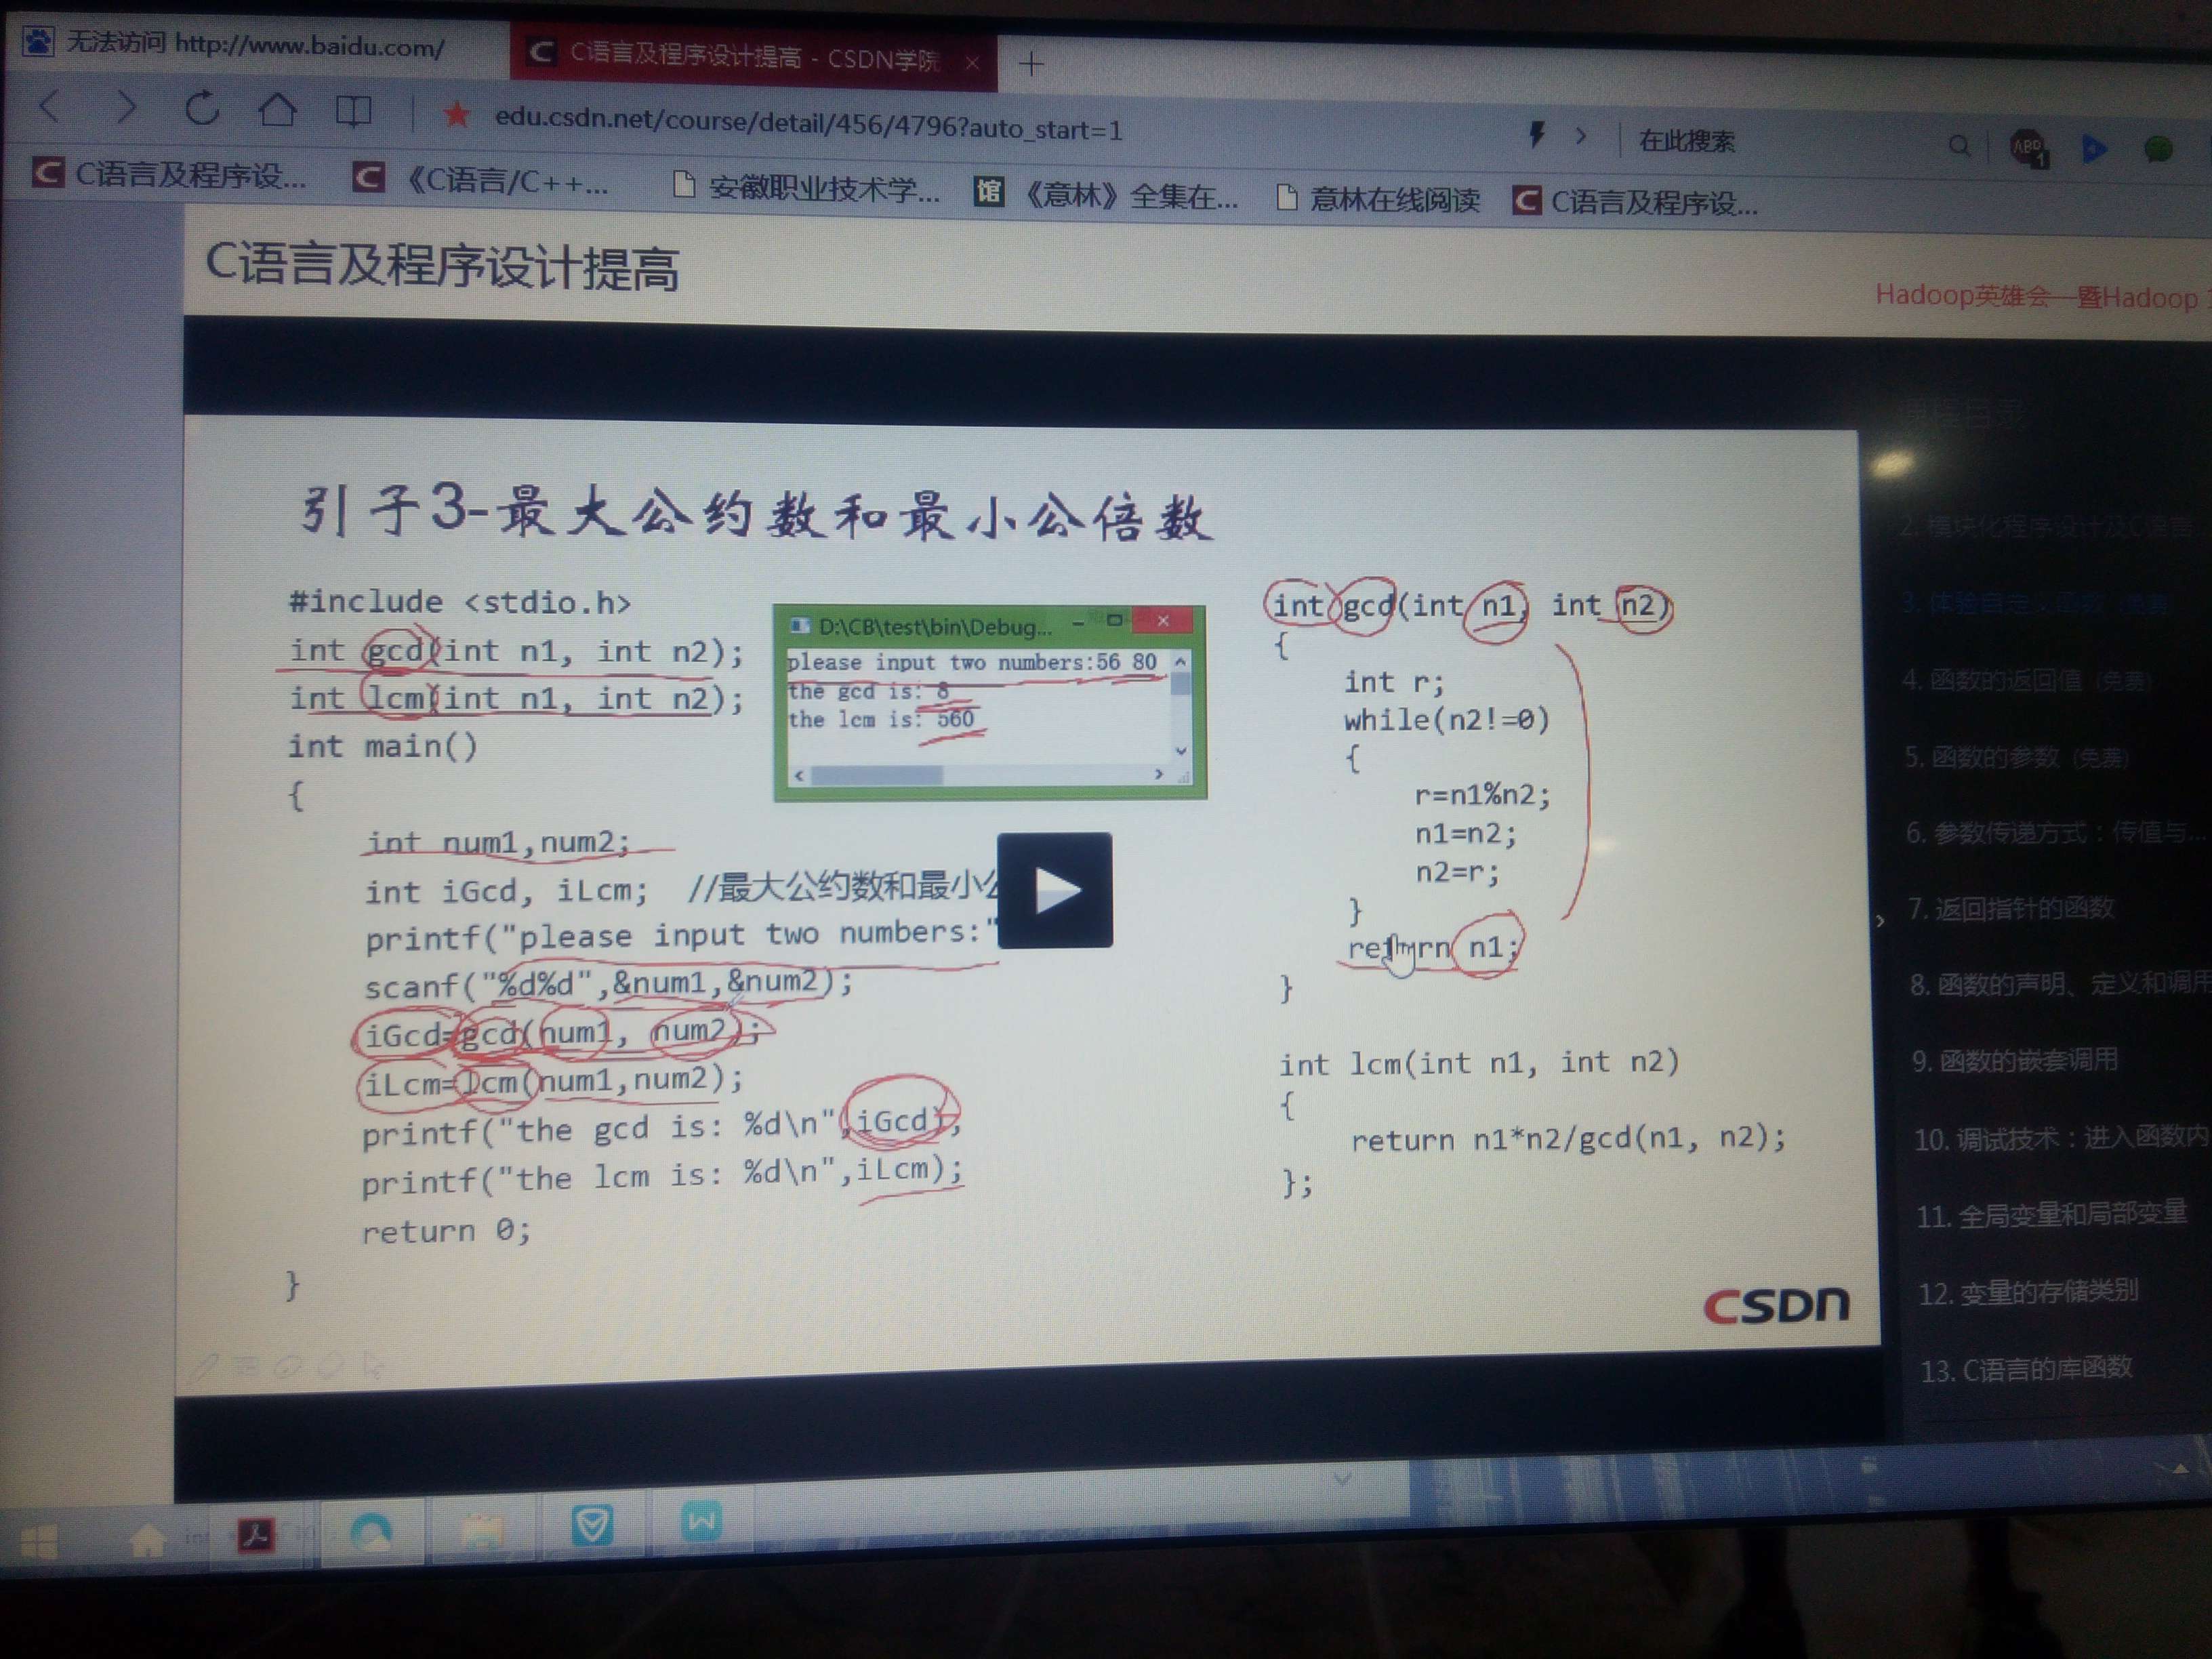 无法访问 http://www.baidu.com/
C语言及程序设计提高 - CSDN学院
edu.csdn.net/course/detail/456/4796?auto_start=1
在此搜索
C语言及程序设...
《C语言/C++...
安徽职业技术学...
《意林》全集在...
意林在线阅读
C语言及程序设...
C语言及程序设计提高
Hadoop英雄会—暨Hadoop
引子3-最大公约数和最小公倍数
#include <stdio.h>
int gcd(int n1, int n2);
int lcm(int n1, int n2);
int main()
{
int num1,num2;
int iGcd, iLcm; //最大公约数和最小公
printf("please input two numbers:"
scanf("%d%d",&num1,&num2);
iGcd=gcd(num1, num2);
iLcm=lcm(num1,num2);
printf("the gcd is: %d\n",iGcd);
printf("the lcm is: %d\n",iLcm);
return 0;
}
D:\CB\test\bin\Debug...
please input two numbers:56 80
the gcd is: 8
the lcm is: 560
int gcd(int n1, int n2)
{
int r;
while(n2!=0)
{
r=n1%n2;
n1=n2;
n2=r;
}
return n1;
}
int lcm(int n1, int n2)
{
return n1*n2/gcd(n1, n2);
};
CSDN
2. 模块化程序设计及C语言
4. 函数的返回值 (免费)
5. 函数的参数 (免费)
6. 参数传递方式：传值与...
7. 返回指针的函数
8. 函数的声明、定义和调用
9. 函数的嵌套调用
10. 调试技术：进入函数内
11. 全局变量和局部变量
12. 变量的存储类别
13. C语言的库函数